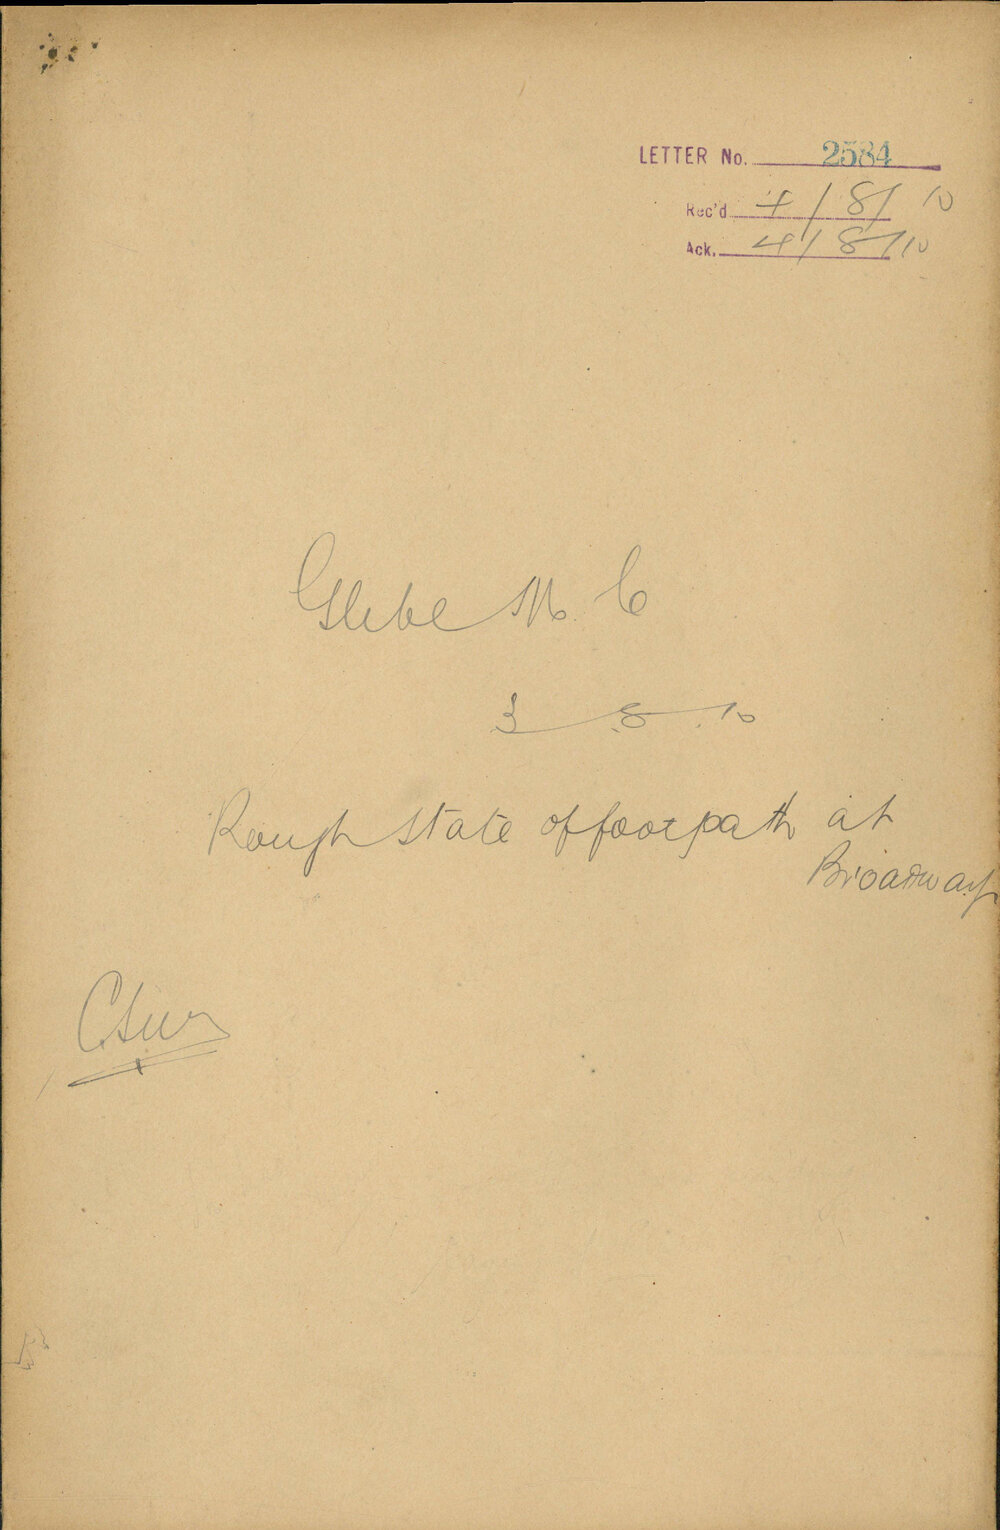 LETTER No. 2584
Rec'd 4/8/10
Ack. 4/8/10
Glebe M. C
3.8.10
Rough state of footpath at
Broadway